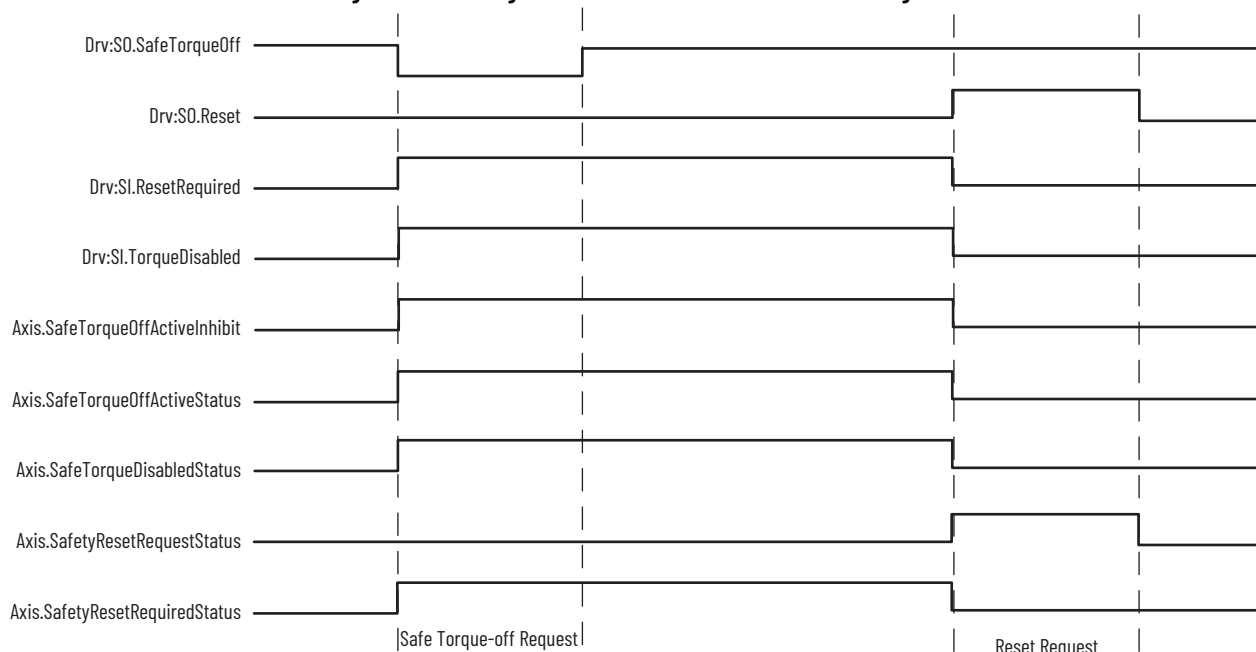 Drv:SO.SafeTorqueOff
Drv:SO.Reset
Drv:SI.ResetRequired
Drv:SI.TorqueDisabled
Axis.SafeTorqueOffActiveInhibit
Axis.SafeTorqueOffActiveStatus
Axis.SafeTorqueDisabledStatus
Axis.SafetyResetRequestStatus
Axis.SafetyResetRequiredStatus
Safe Torque-off Request
Reset Request